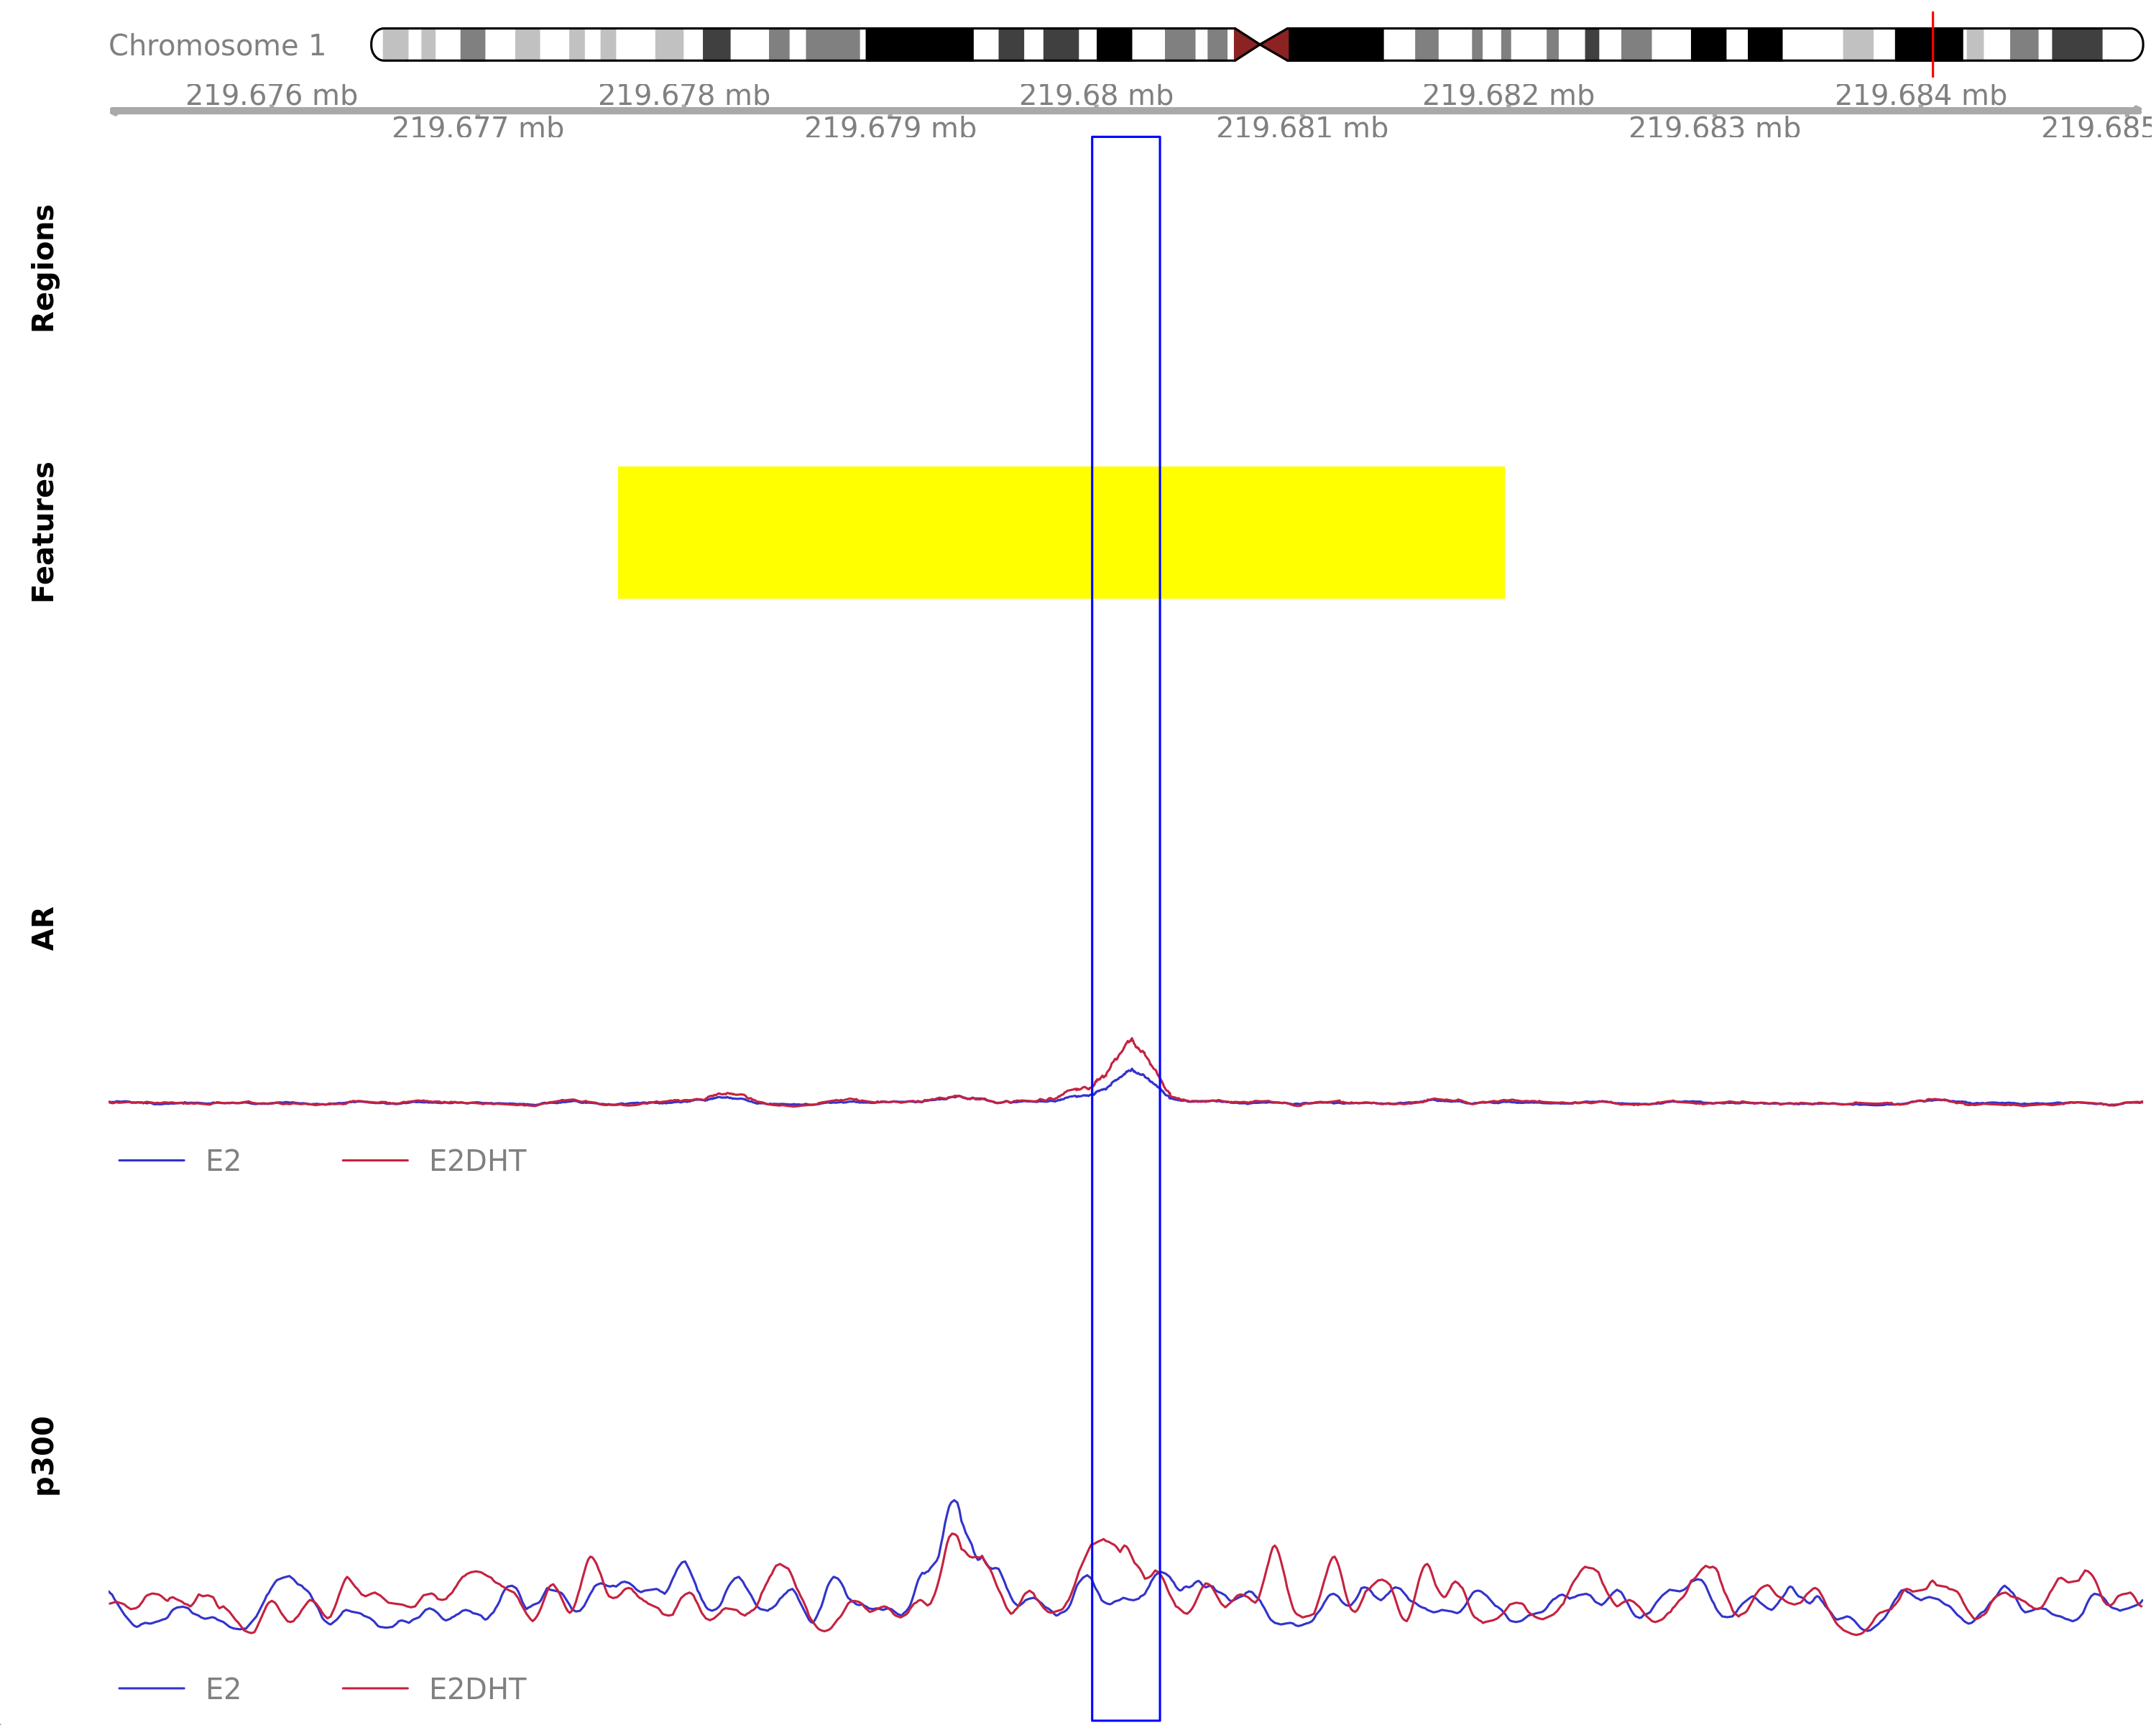 Chromosome 1
219.676 mb 219.678 mb 219.68 mb 219.682 mb 219.684 mb
219.677 mb 219.679 mb 219.681 mb 219.683 mb 219.685
Regions
Features
AR
E2 E2DHT
p300
E2 E2DHT